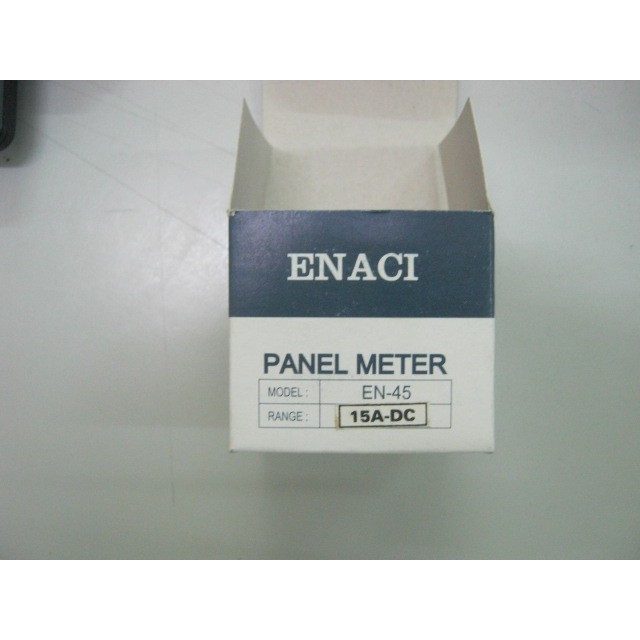 ENACI
PANEL METER
MODEL : EN-45
RANGE : 15A-DC